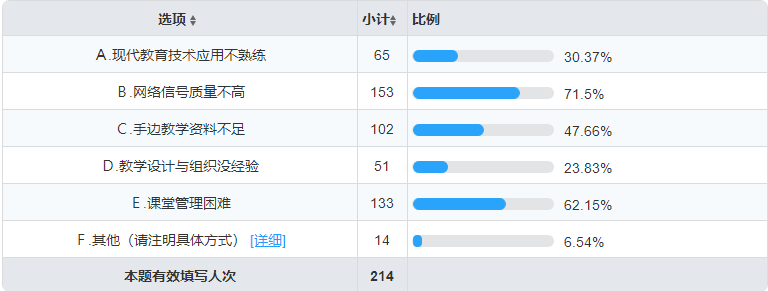 选项 小计 比例
A.现代教育技术应用不熟练 65 30.37%
B.网络信号质量不高 153 71.5%
C.手边教学资料不足 102 47.66%
D.教学设计与组织没经验 51 23.83%
E.课堂管理困难 133 62.15%
F.其他（请注明具体方式） [详细] 14 6.54%
本题有效填写人次 214